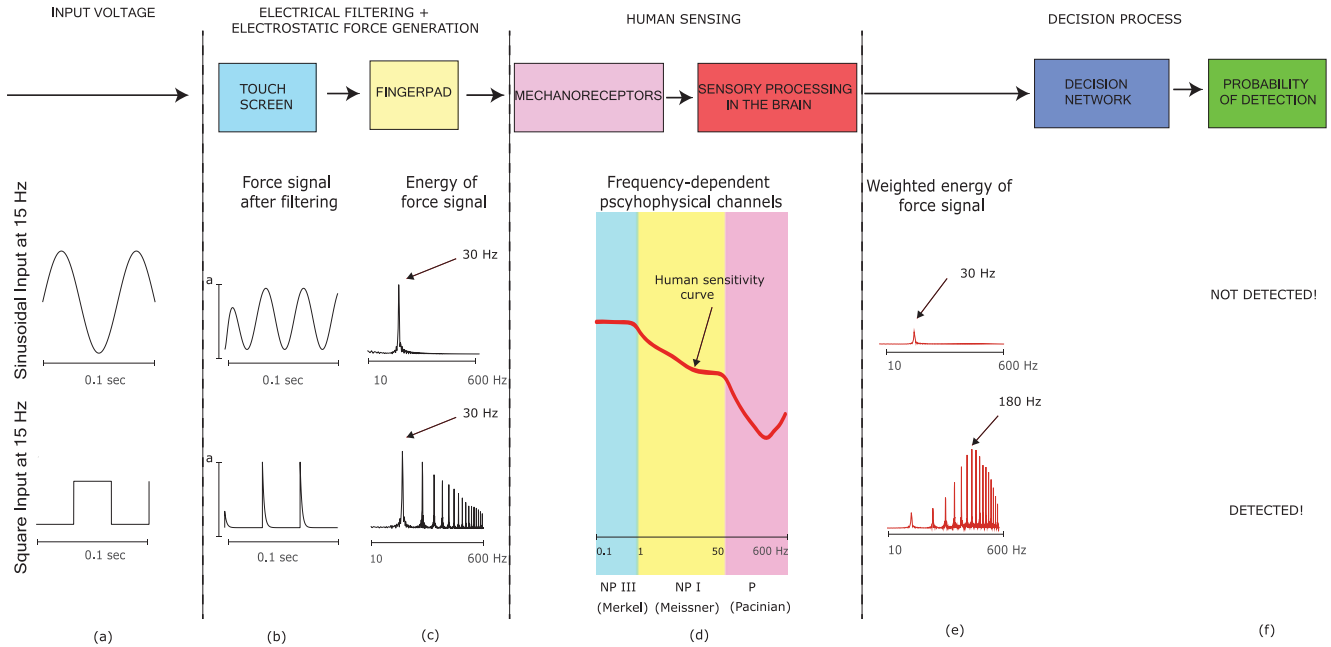 INPUT VOLTAGE
ELECTRICAL FILTERING +
ELECTROSTATIC FORCE GENERATION
HUMAN SENSING
DECISION PROCESS
TOUCH
SCREEN
FINGERPAD
MECHANORECEPTORS
SENSORY PROCESSING
IN THE BRAIN
DECISION
NETWORK
PROBABILITY
OF DETECTION
Sinusoidal Input at 15 Hz
0.1 sec
Force signal
after filtering
a
0.1 sec
Energy of
force signal
30 Hz
10
600 Hz
Frequency-dependent
pscyhophysical channels
Human sensitivity
curve
0.1
1
50
600 Hz
NP III
(Merkel)
NP I
(Meissner)
P
(Pacinian)
Weighted energy of
force signal
30 Hz
10
600 Hz
NOT DETECTED!
Square Input at 15 Hz
0.1 sec
a
0.1 sec
30 Hz
10
600 Hz
180 Hz
10
600 Hz
DETECTED!
(a)
(b)
(c)
(d)
(e)
(f)